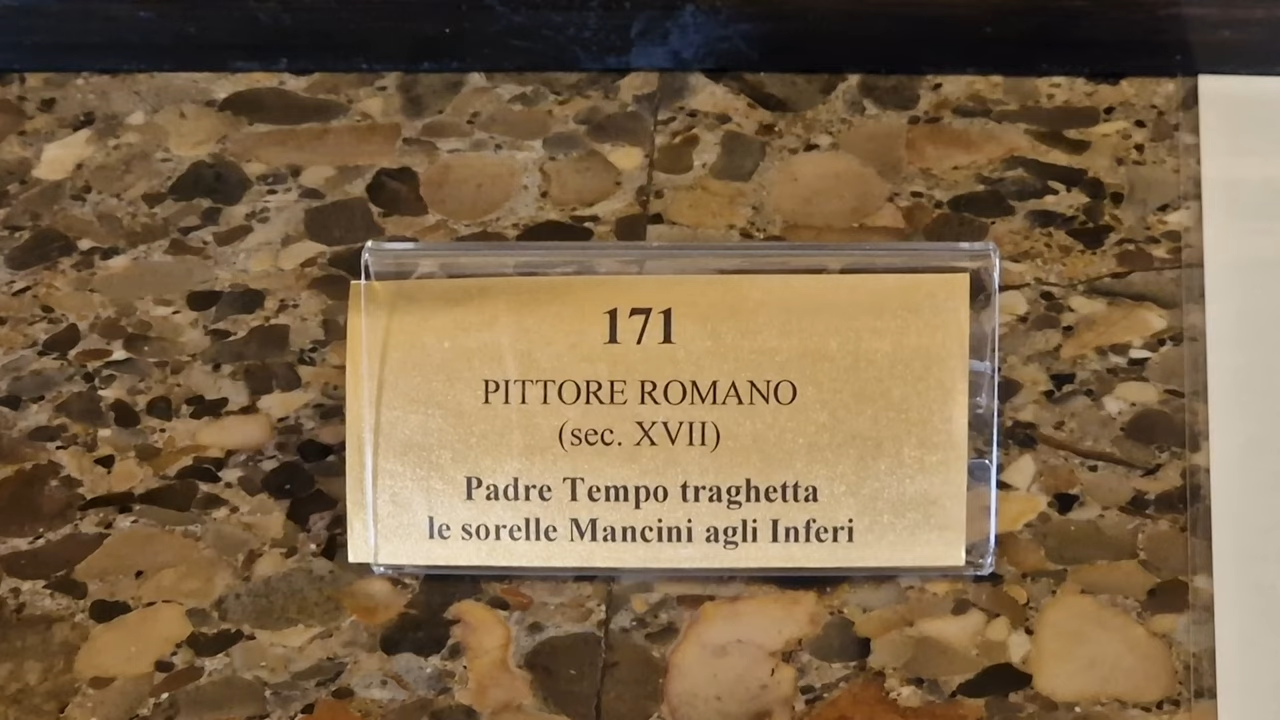 171
PITTORE ROMANO
(sec. XVII)
Padre Tempo traghetta
le sorelle Mancini agli Inferi